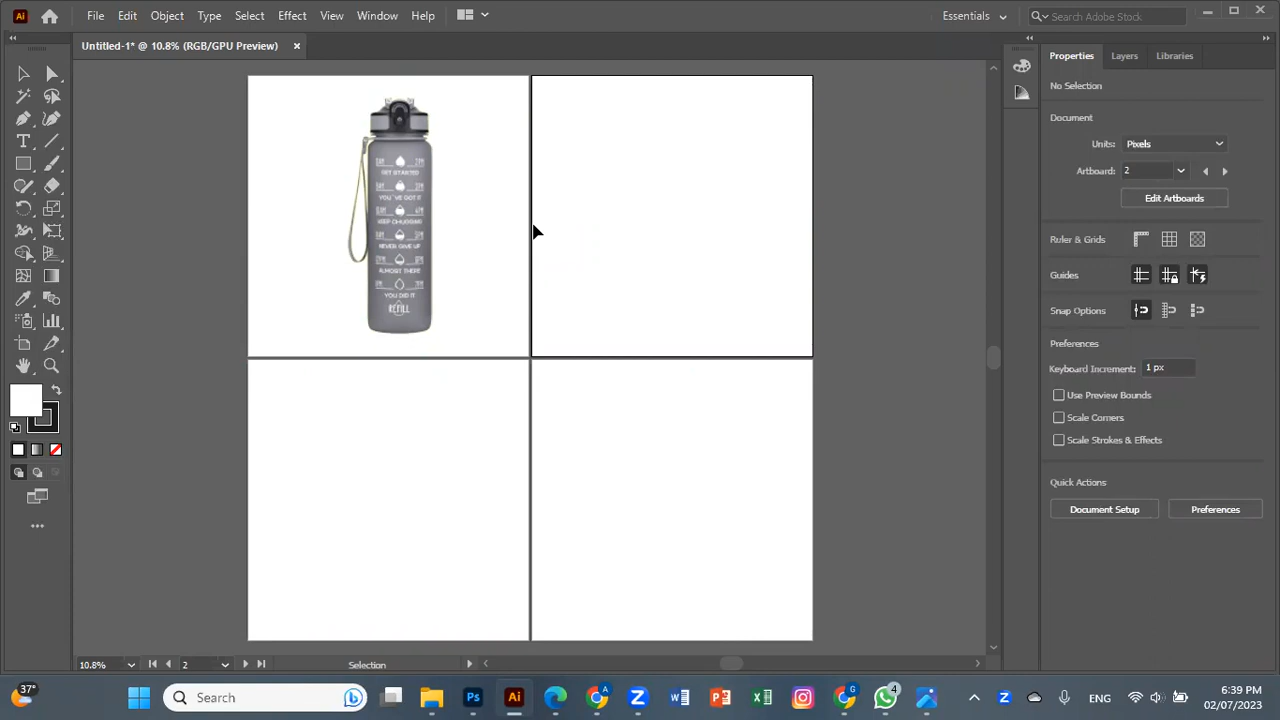 Ai File Edit Object Type Select Effect View Window Help Essentials Search Adobe Stock
Untitled-1* @ 10.8% (RGB/GPU Preview) ×
Properties Layers Libraries
No Selection
Document
Units: Pixels
Artboard: 2
Edit Artboards
Ruler & Grids
Guides
Snap Options
Preferences
Keyboard Increment: 1 px
Use Preview Bounds
Scale Corners
Scale Strokes & Effects
Quick Actions
Document Setup Preferences
GET STARTED
YOU'VE GOT IT
KEEP CHUGGING
NEVER GIVE UP
ALMOST THERE
YOU DID IT
REFILL
10.8% 2 Selection
37° Search Ps Ai A W P X G 4 ENG 6:39 PM
02/07/2023